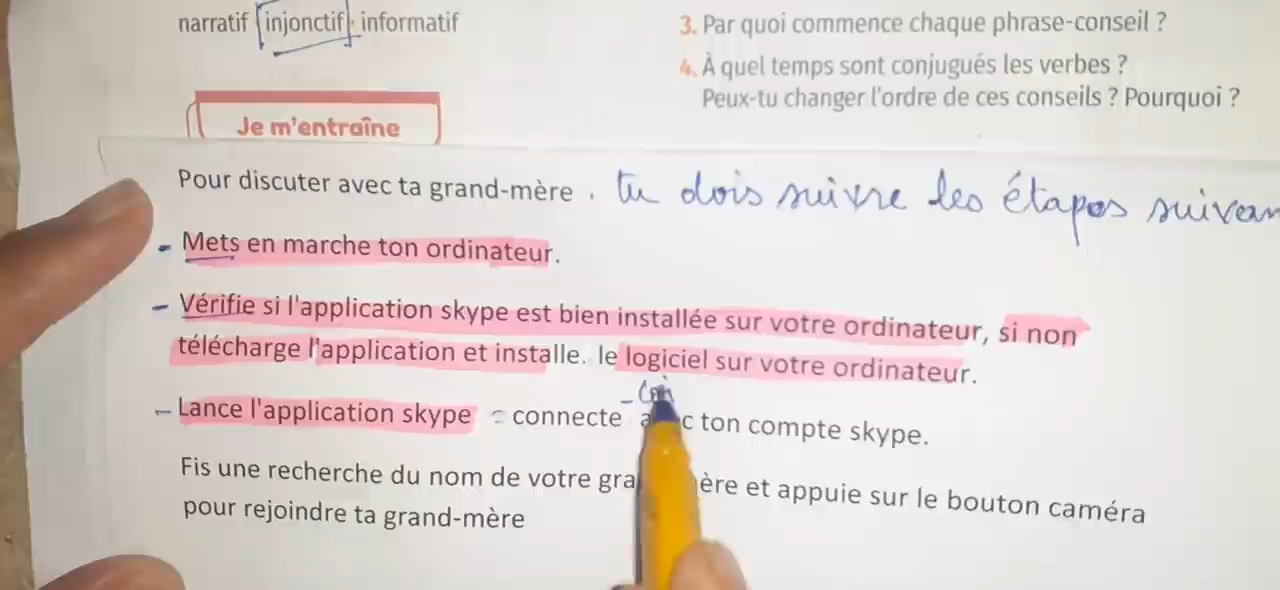 narratif injonctif informatif
3. Par quoi commence chaque phrase-conseil ?
4. À quel temps sont conjugués les verbes ?
Peux-tu changer l'ordre de ces conseils ? Pourquoi ?
Je m'entraîne
Pour discuter avec ta grand-mère . tu dois suivre les étapes
- Mets en marche ton ordinateur.
- Vérifie si l'application skype est bien installée sur votre ordinateur, si non
télécharge l'application et installe. le logiciel sur votre ordinateur.
- Lance l'application skype connecte ton compte skype.
Fis une recherche du nom de votre et appuie sur le bouton caméra
pour rejoindre ta grand-mère